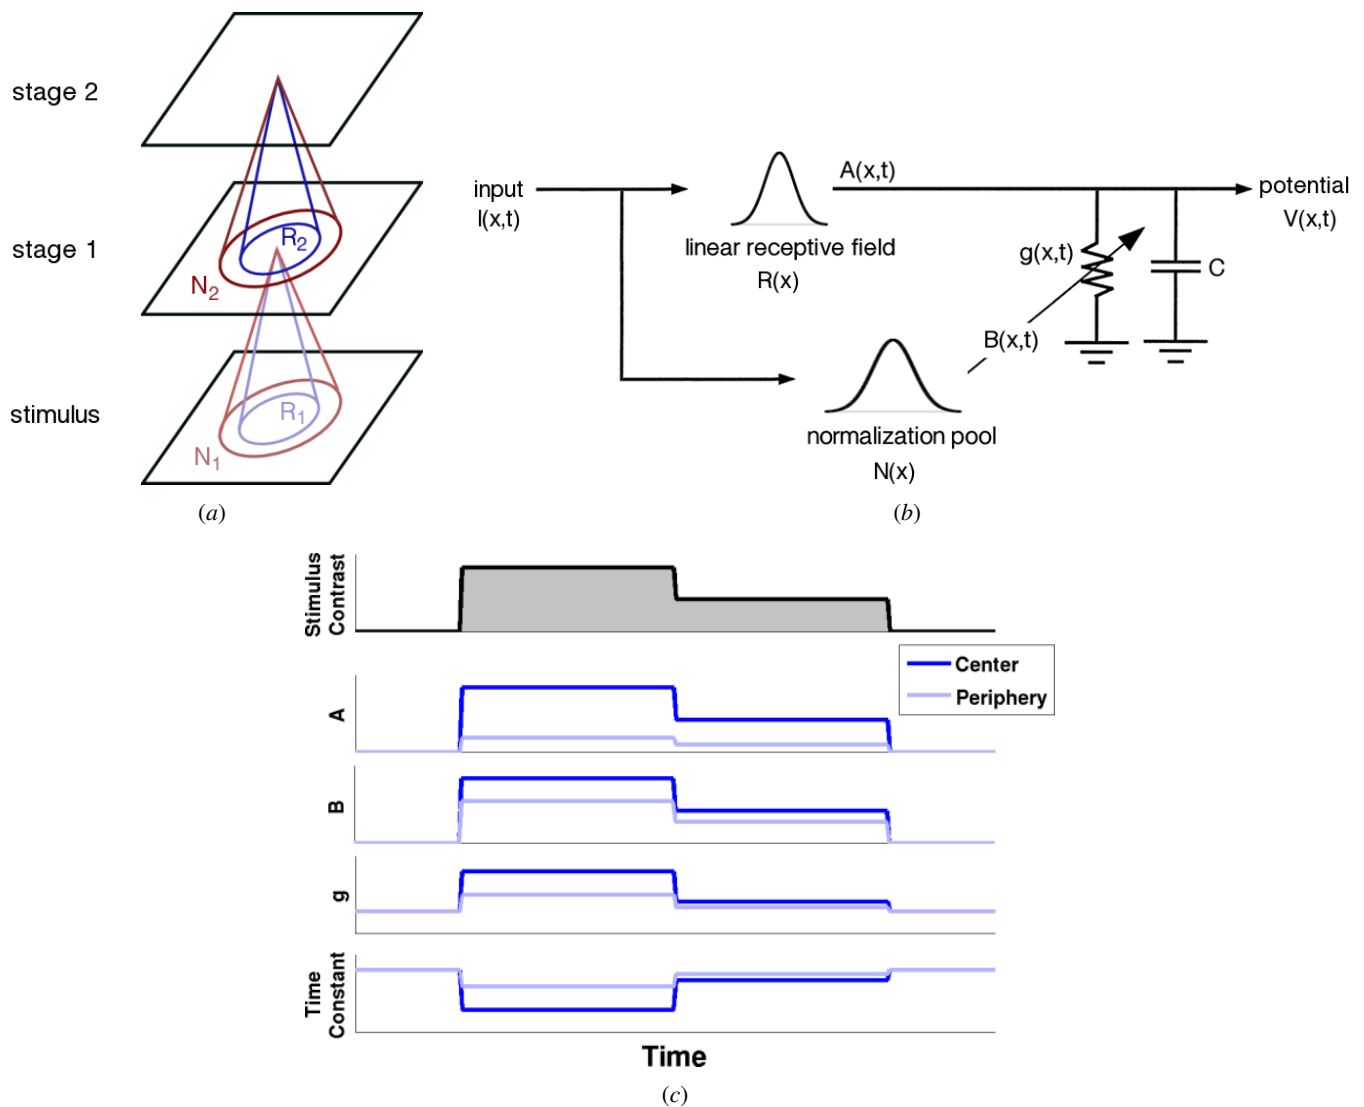 stage 2
stage 1
R2
N2
stimulus
R1
N1
(a)
input
I(x,t)
A(x,t)
linear receptive field
R(x)
g(x,t)
C
B(x,t)
potential
V(x,t)
normalization pool
N(x)
(b)
Stimulus
Contrast
Center
Periphery
A
B
g
Time
Constant
Time
(c)